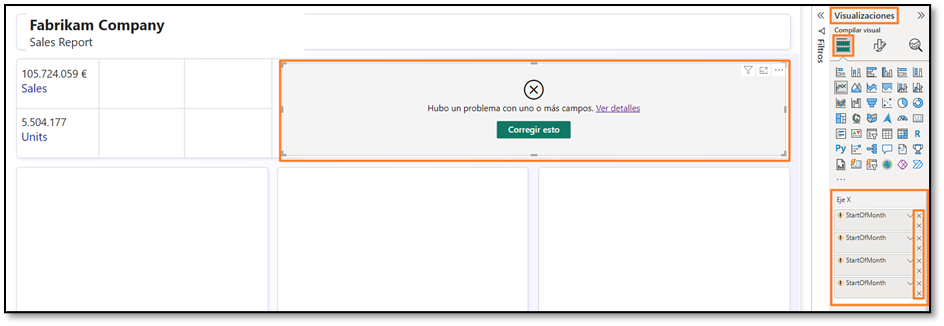 Fabrikam Company
Sales Report
105.724.059 €
Sales
5.504.177
Units
Hubo un problema con uno o más campos. Ver detalles
Corregir esto
Filtros
Visualizaciones
Compilar visual
R
Py
Eje X
StartOfMonth
StartOfMonth
StartOfMonth
StartOfMonth